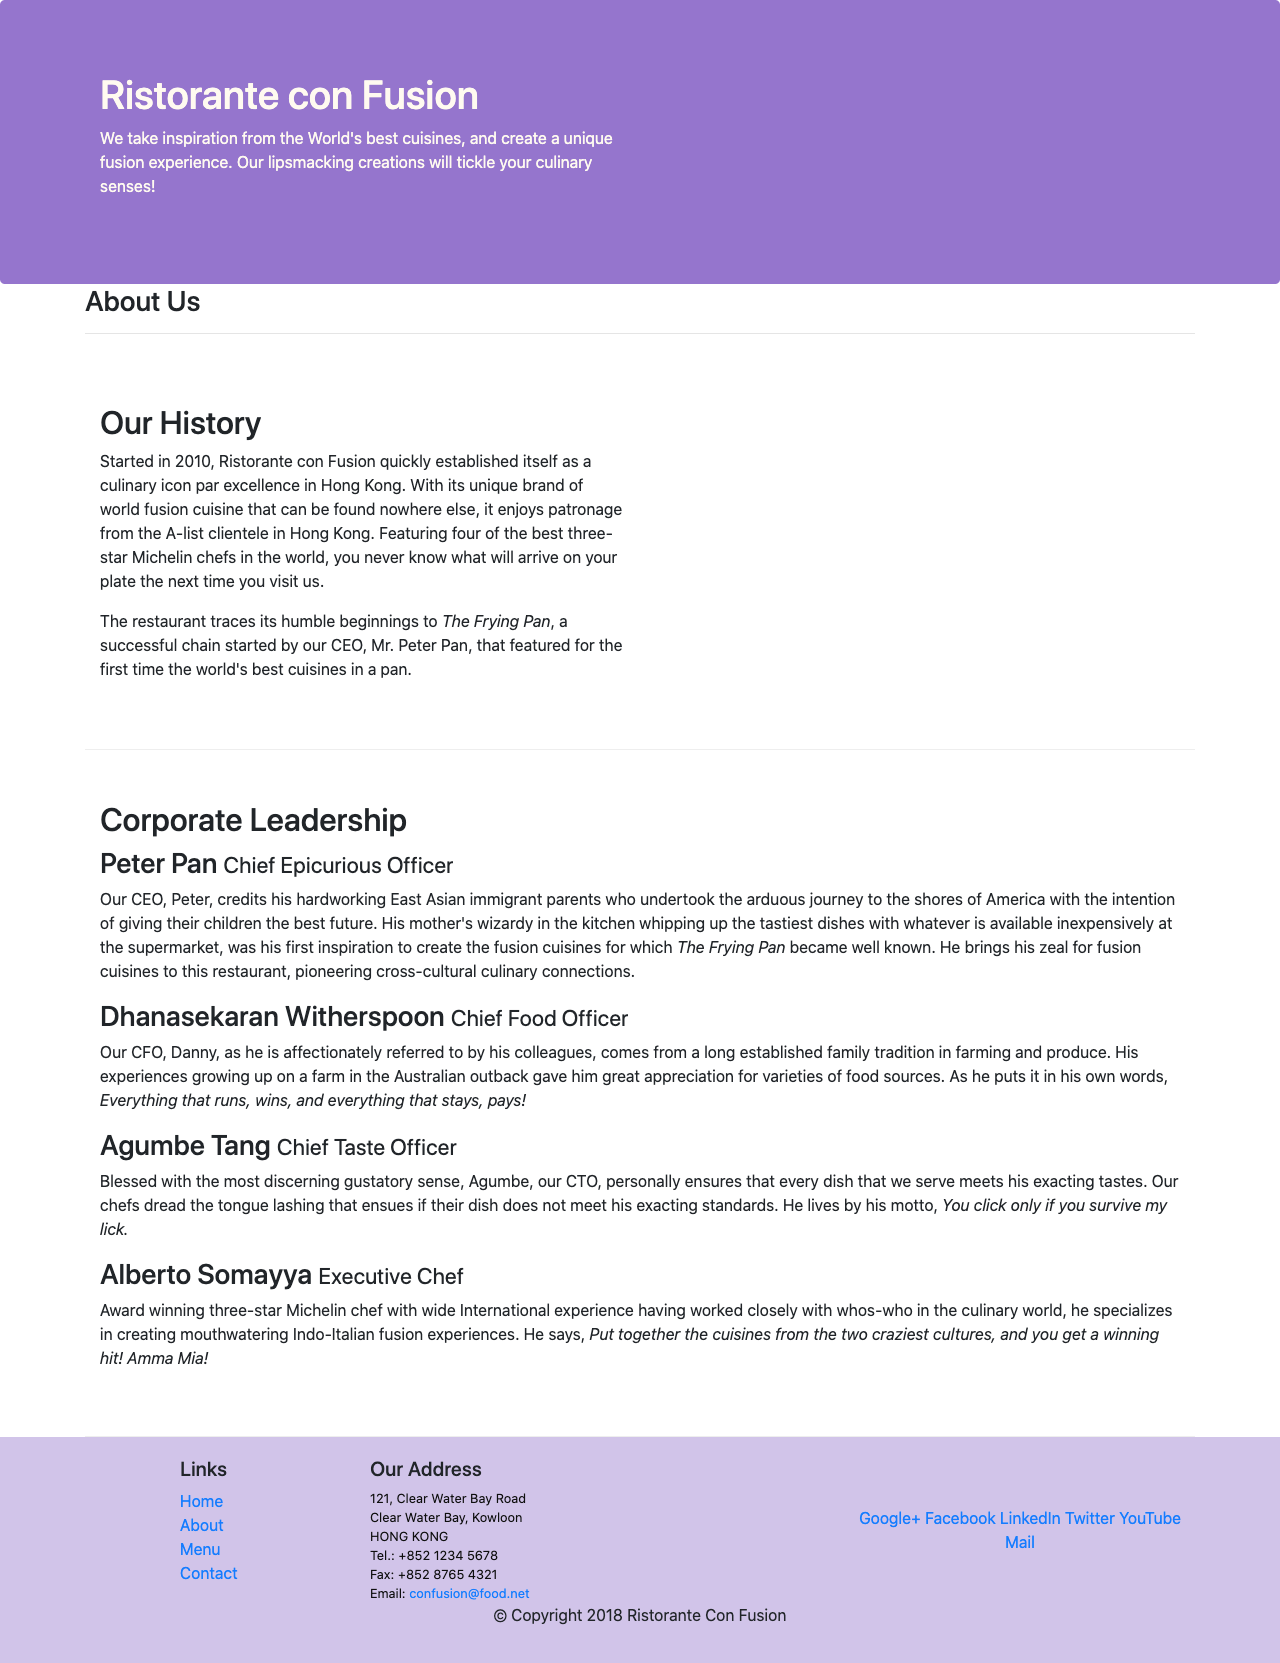 Ristorante con Fusion
We take inspiration from the World's best cuisines, and create a unique
fusion experience. Our lipsmacking creations will tickle your culinary
senses!
About Us
Our History
Started in 2010, Ristorante con Fusion quickly established itself as a
culinary icon par excellence in Hong Kong. With its unique brand of
world fusion cuisine that can be found nowhere else, it enjoys patronage
from the A-list clientele in Hong Kong. Featuring four of the best three-
star Michelin chefs in the world, you never know what will arrive on your
plate the next time you visit us.
The restaurant traces its humble beginnings to The Frying Pan, a
successful chain started by our CEO, Mr. Peter Pan, that featured for the
first time the world's best cuisines in a pan.
Corporate Leadership
Peter Pan Chief Epicurious Officer
Our CEO, Peter, credits his hardworking East Asian immigrant parents who undertook the arduous journey to the shores of America with the intention
of giving their children the best future. His mother's wizardy in the kitchen whipping up the tastiest dishes with whatever is available inexpensively at
the supermarket, was his first inspiration to create the fusion cuisines for which The Frying Pan became well known. He brings his zeal for fusion
cuisines to this restaurant, pioneering cross-cultural culinary connections.
Dhanasekaran Witherspoon Chief Food Officer
Our CFO, Danny, as he is affectionately referred to by his colleagues, comes from a long established family tradition in farming and produce. His
experiences growing up on a farm in the Australian outback gave him great appreciation for varieties of food sources. As he puts it in his own words,
Everything that runs, wins, and everything that stays, pays!
Agumbe Tang Chief Taste Officer
Blessed with the most discerning gustatory sense, Agumbe, our CTO, personally ensures that every dish that we serve meets his exacting tastes. Our
chefs dread the tongue lashing that ensues if their dish does not meet his exacting standards. He lives by his motto, You click only if you survive my
lick.
Alberto Somayya Executive Chef
Award winning three-star Michelin chef with wide International experience having worked closely with whos-who in the culinary world, he specializes
in creating mouthwatering Indo-Italian fusion experiences. He says, Put together the cuisines from the two craziest cultures, and you get a winning
hit! Amma Mia!
Links
Home
About
Menu
Contact
Our Address
121, Clear Water Bay Road
Clear Water Bay, Kowloon
HONG KONG
Tel.: +852 1234 5678
Fax: +852 8765 4321
Email: confusion@food.net
Google+ Facebook LinkedIn Twitter YouTube
Mail
© Copyright 2018 Ristorante Con Fusion